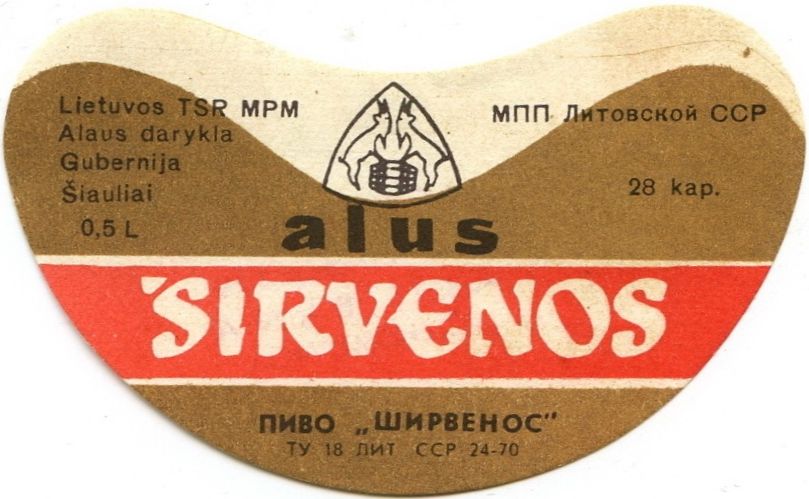 Lietuvos TSR MPM
Alaus darykla
Gubernija
Šiauliai
0,5 L
МПП Литовской ССР
28 kap.
alus
ŠIRVENOS
ПИВО „ШИРВЕНОС"
ТУ 18 ЛИТ ССР 24-70